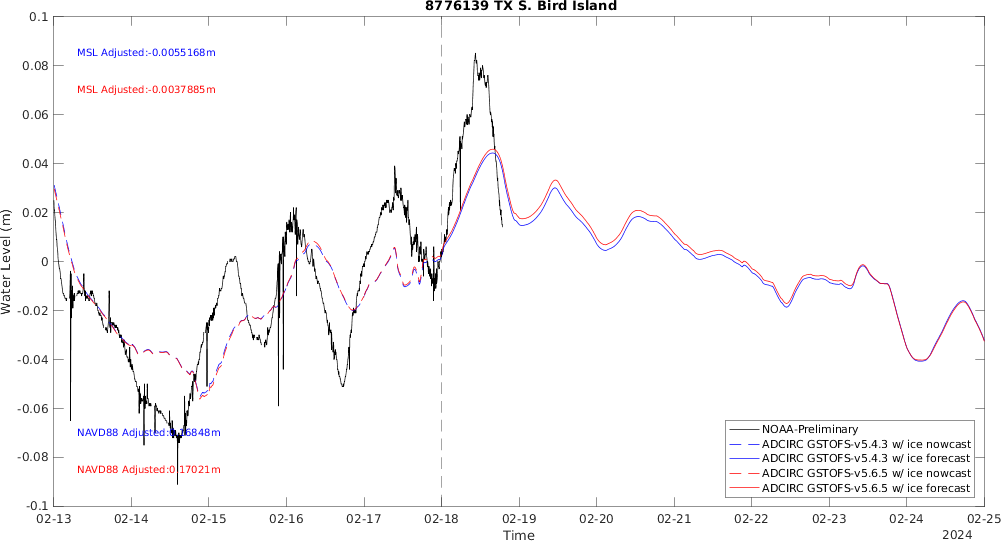 8776139 TX S. Bird Island
0.1
0.08
0.06
0.04
0.02
0
-0.02
-0.04
-0.06
-0.08
-0.1
Water Level (m)
MSL Adjusted:-0.0055168m
MSL Adjusted:-0.0037885m
NAVD88 Adjusted:0.16848m
NAVD88 Adjusted:0.17021m
NOAA-Preliminary
ADCIRC GSTOFS-v5.4.3 w/ ice nowcast
ADCIRC GSTOFS-v5.4.3 w/ ice forecast
ADCIRC GSTOFS-v5.6.5 w/ ice nowcast
ADCIRC GSTOFS-v5.6.5 w/ ice forecast
02-13 02-14 02-15 02-16 02-17 02-18 02-19 02-20 02-21 02-22 02-23 02-24 02-25
Time
2024